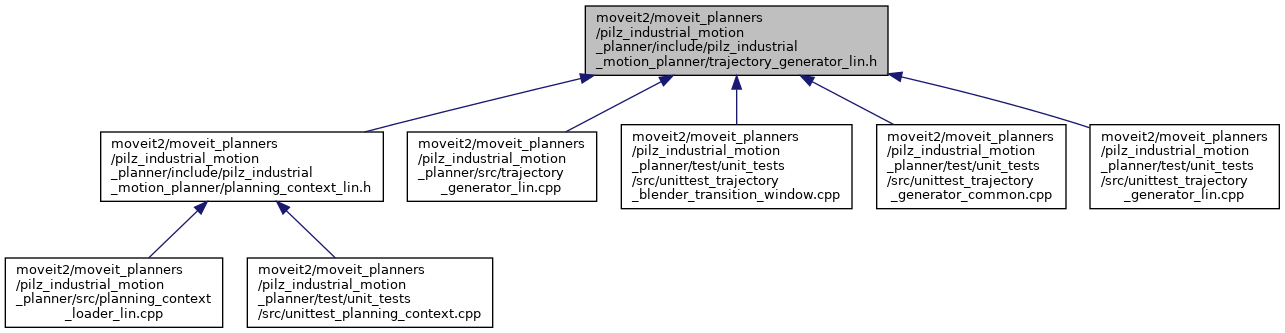 moveit2/moveit_planners
/pilz_industrial_motion
_planner/include/pilz_industrial
_motion_planner/trajectory_generator_lin.h
moveit2/moveit_planners
/pilz_industrial_motion
_planner/include/pilz_industrial
_motion_planner/planning_context_lin.h
moveit2/moveit_planners
/pilz_industrial_motion
_planner/src/trajectory
_generator_lin.cpp
moveit2/moveit_planners
/pilz_industrial_motion
_planner/test/unit_tests
/src/unittest_trajectory
_blender_transition_window.cpp
moveit2/moveit_planners
/pilz_industrial_motion
_planner/test/unit_tests
/src/unittest_trajectory
_generator_common.cpp
moveit2/moveit_planners
/pilz_industrial_motion
_planner/test/unit_tests
/src/unittest_trajectory
_generator_lin.cpp
moveit2/moveit_planners
/pilz_industrial_motion
_planner/src/planning_context
_loader_lin.cpp
moveit2/moveit_planners
/pilz_industrial_motion
_planner/test/unit_tests
/src/unittest_planning_context.cpp